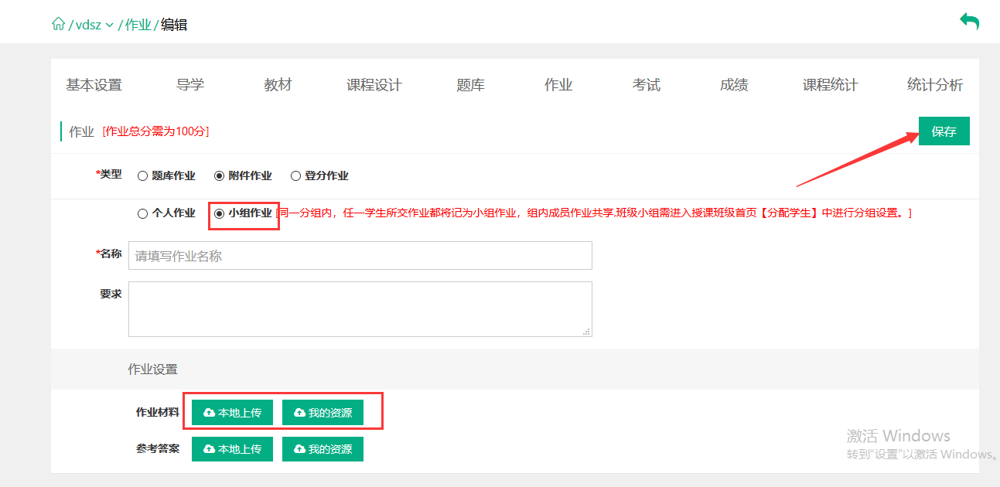 / vdsz / 作业 / 编辑
基本设置 导学 教材 课程设计 题库 作业 考试 成绩 课程统计 统计分析
作业 [作业总分需为100分] 保存
*类型 题库作业 附件作业 登分作业
个人作业 小组作业 同一分组内，任一学生所交作业都将记为小组作业，组内成员作业共享,班级小组需进入授课班级首页【分配学生】中进行分组设置。]
*名称 请填写作业名称
要求
作业设置
作业材料 本地上传 我的资源
参考答案 本地上传 我的资源
激活 Windows
转到"设置"以激活 Windows。